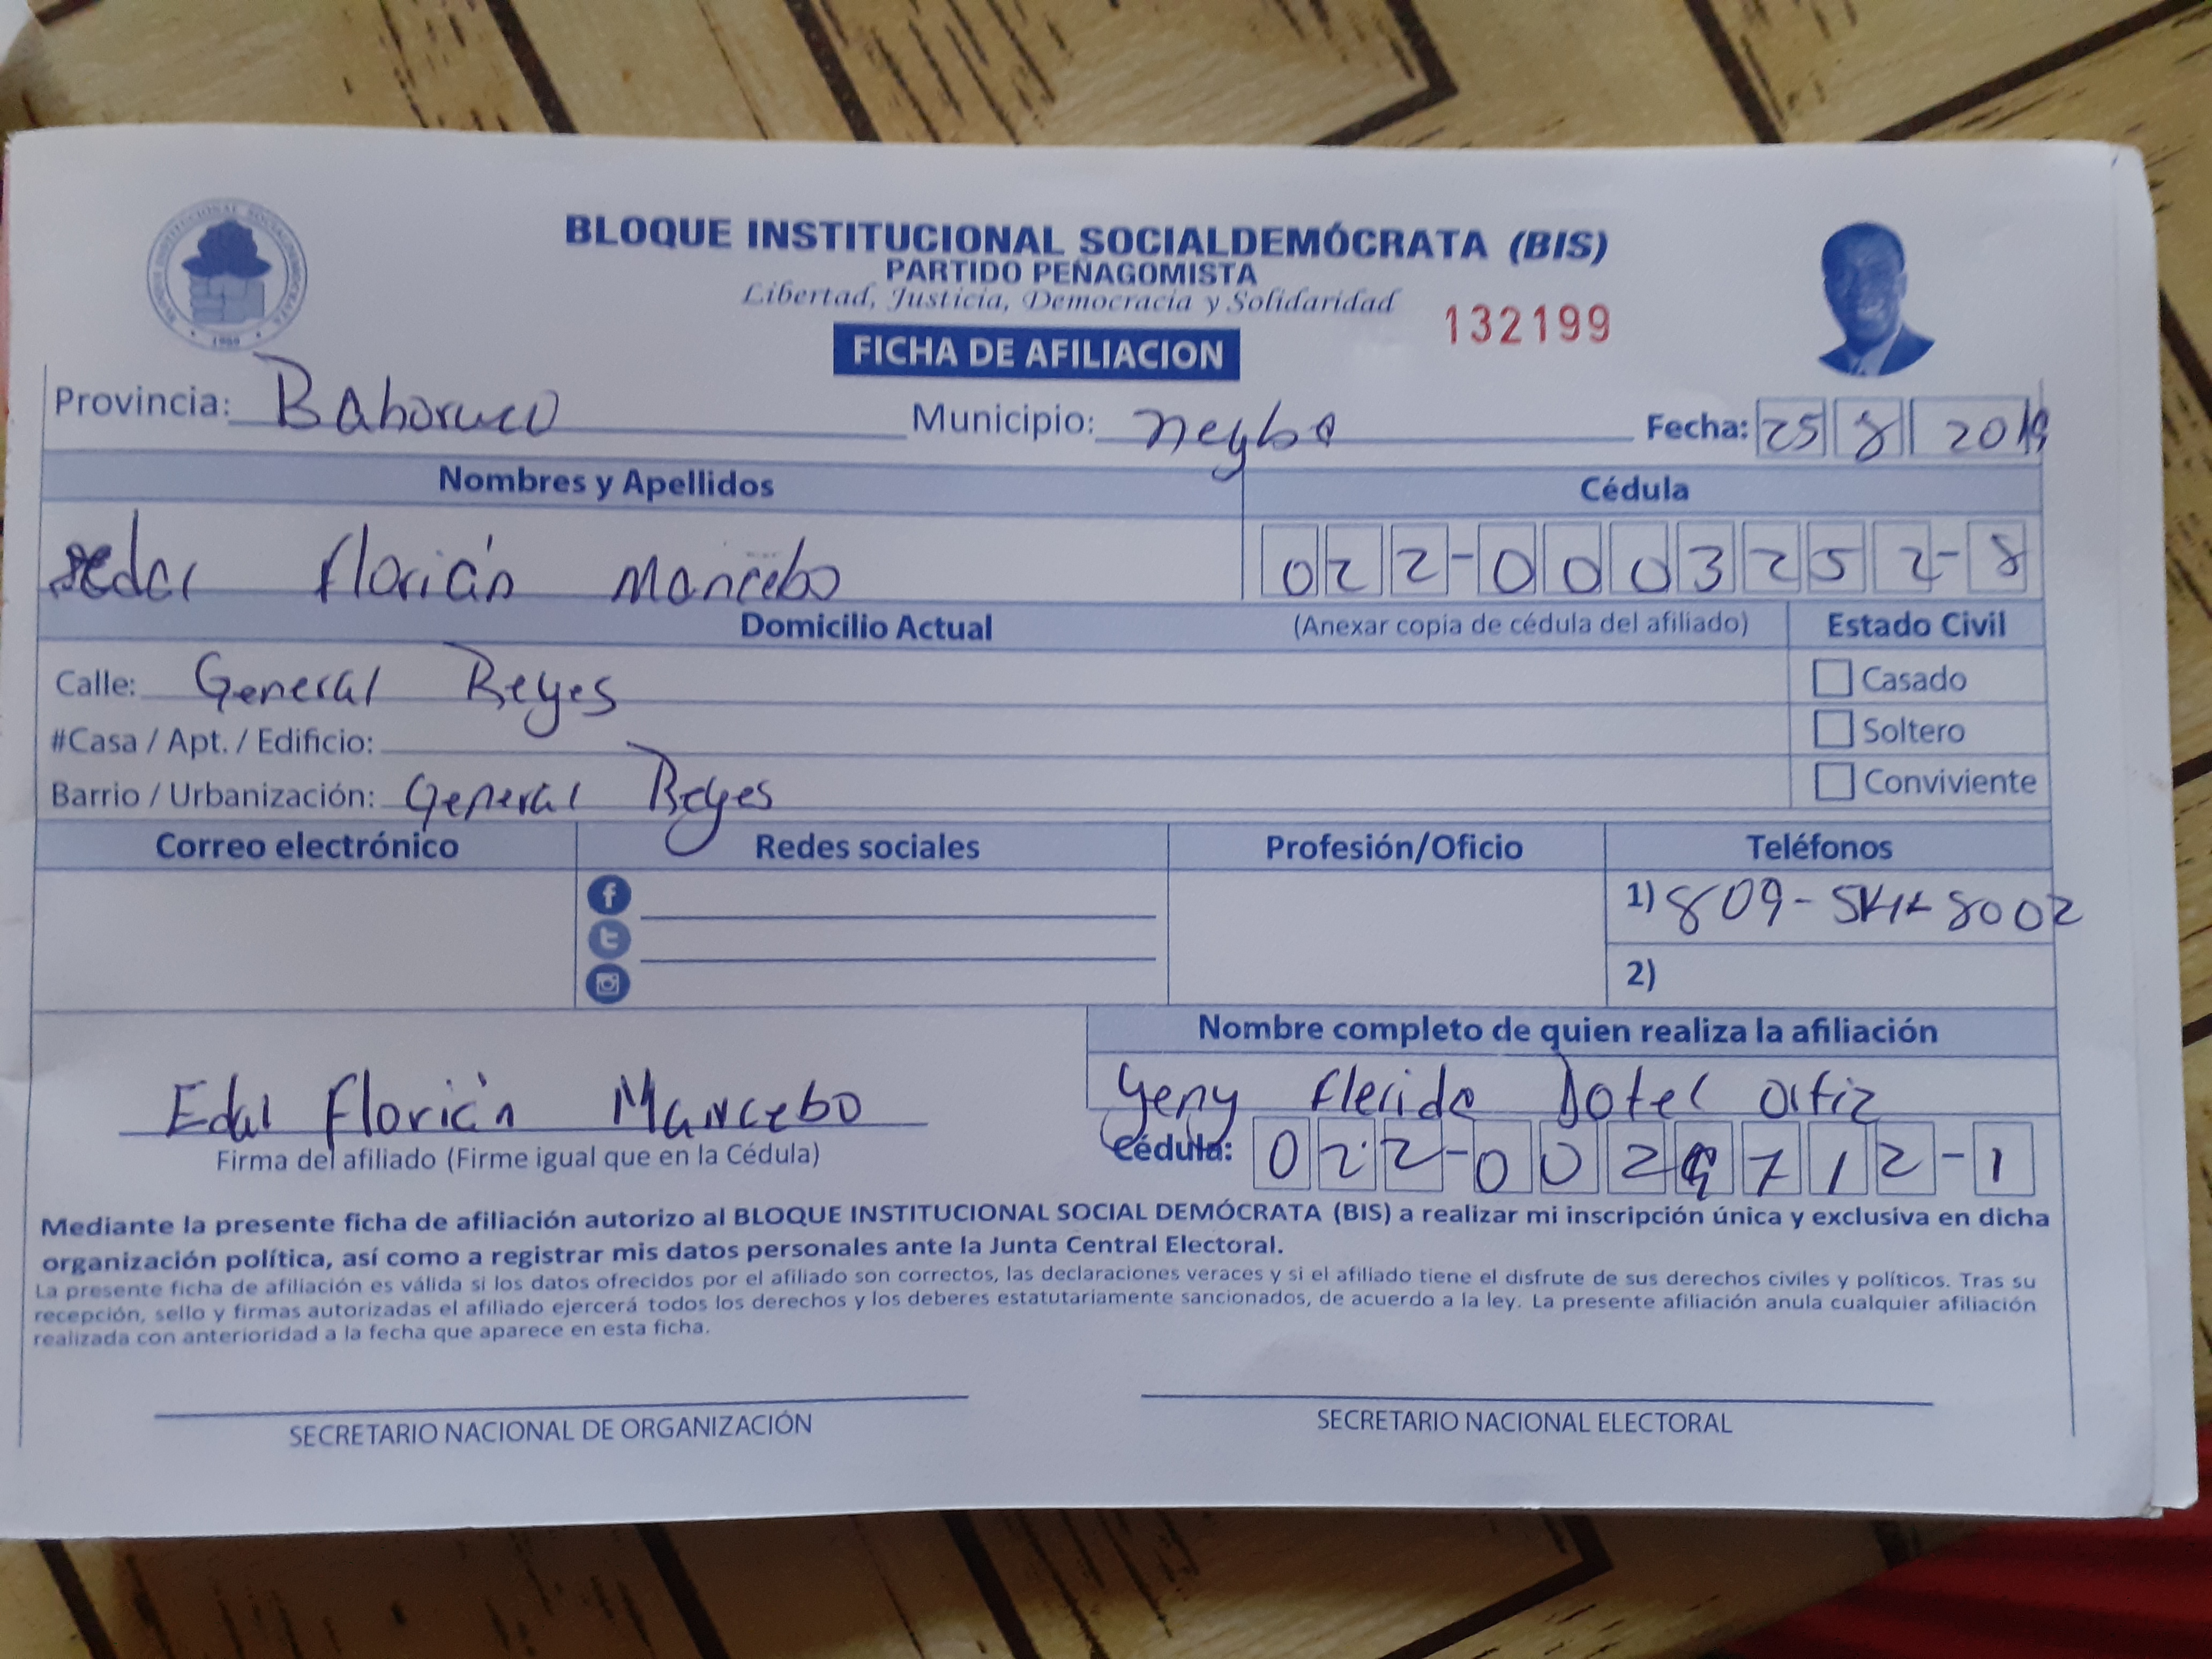 BLOQUE INSTITUCIONAL SOCIALDEMÓCRATA (BIS)
PARTIDO PEÑAGOMISTA
Libertad, Justicia, Democracia y Solidaridad
FICHA DE AFILIACION 132199
BLOQUE INSTITUCIONAL SOCIALDEMOCRATA 1989
Provincia: Bahoruco Municipio: neyba Fecha: 25 8 2019
Nombres y Apellidos Cédula
Florián Mancebo 022-0003252-8
Domicilio Actual (Anexar copia de cédula del afiliado) Estado Civil
Calle: General Reyes Casado
#Casa / Apt. / Edificio: Soltero
Barrio / Urbanización: General Reyes Conviviente
Correo electrónico Redes sociales Profesión/Oficio Teléfonos
1) 809- 8002
2)
Nombre completo de quien realiza la afiliación
Edal Florián Mancebo Yeny Flerida Dotel Ortiz
Firma del afiliado (Firme igual que en la Cédula) Cédula: 022-0029712-1
Mediante la presente ficha de afiliación autorizo al BLOQUE INSTITUCIONAL SOCIAL DEMÓCRATA (BIS) a realizar mi inscripción única y exclusiva en dicha
organización política, así como a registrar mis datos personales ante la Junta Central Electoral.
La presente ficha de afiliación es válida si los datos ofrecidos por el afiliado son correctos, las declaraciones veraces y si el afiliado tiene el disfrute de sus derechos civiles y políticos. Tras su
recepción, sello y firmas autorizadas el afiliado ejercerá todos los derechos y los deberes estatutariamente sancionados, de acuerdo a la ley. La presente afiliación anula cualquier afiliación
realizada con anterioridad a la fecha que aparece en esta ficha.
SECRETARIO NACIONAL DE ORGANIZACIÓN SECRETARIO NACIONAL ELECTORAL